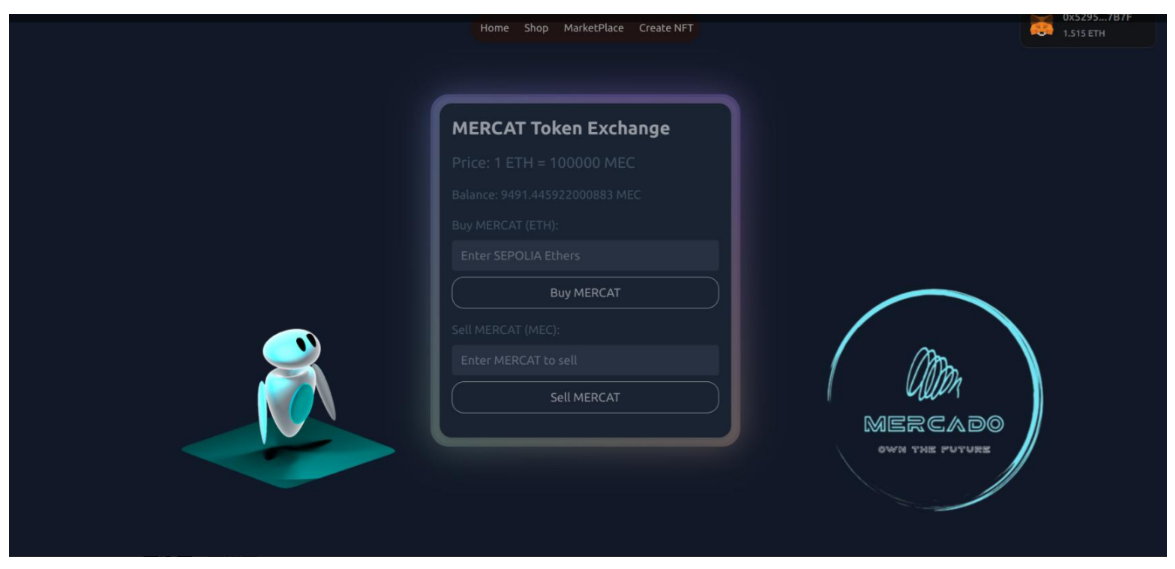 Home Shop MarketPlace Create NFT
0x5295...7B7F
1.515 ETH
MERCAT Token Exchange
Price: 1 ETH = 100000 MEC
Balance: 9491.445922000883 MEC
Buy MERCAT (ETH):
Enter SEPOLIA Ethers
Buy MERCAT
Sell MERCAT (MEC):
Enter MERCAT to sell
Sell MERCAT
MERCADO
OWN THE FUTURE